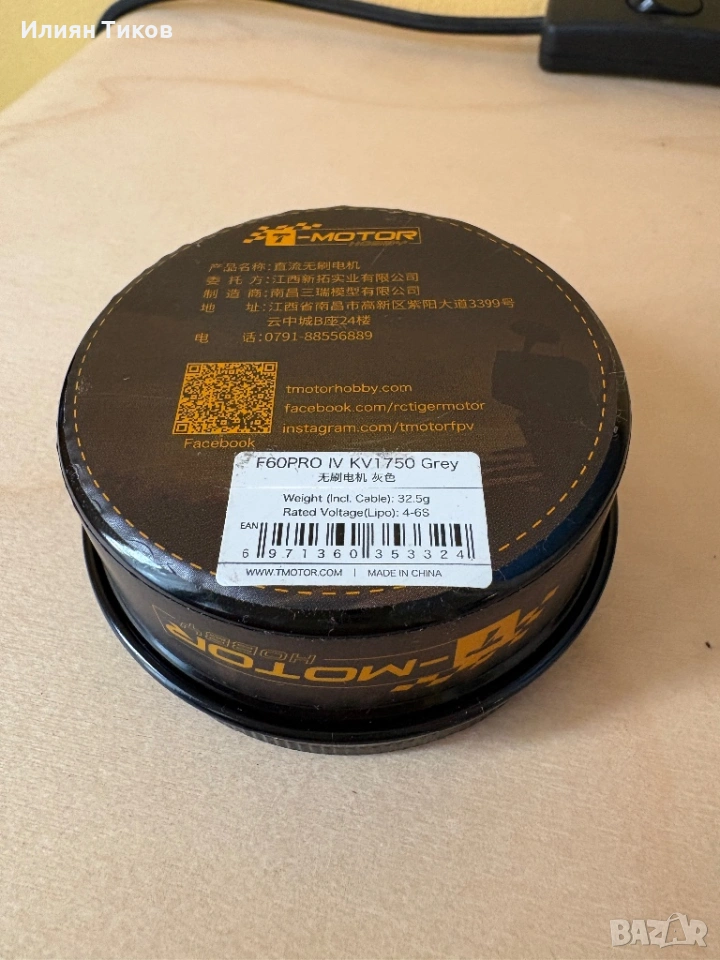 Илиян Тиков
T-MOTOR
产品名称:直流无刷电机
委托方:江西新拓实业有限公司
制造商:南昌三瑞模型有限公司
地址:江西省南昌市高新区紫阳大道3399号
云中城B座24楼
电话:0791-88556889
tmotorhobby.com
facebook.com/rctigermotor
instagram.com/tmotorfpv
Facebook
F60PRO IV KV1750 Grey
无刷电机 灰色
Weight (Incl. Cable): 32.5g
Rated Voltage(Lipo): 4-6S
EAN
6 971360 353324
WWW.TMOTOR.COM | MADE IN CHINA
T-MOTOR
HOBBY
BAZAR